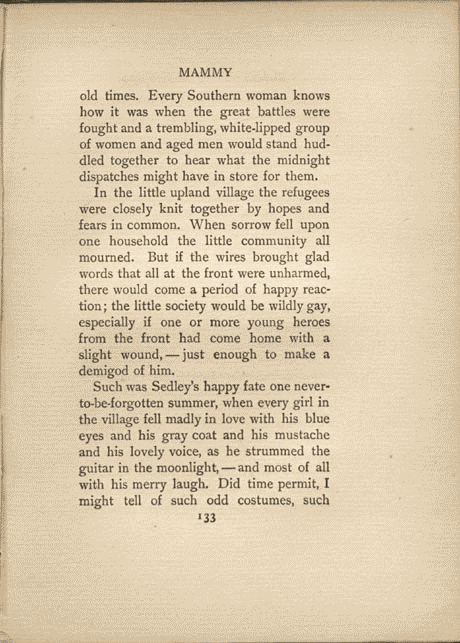 MAMMY
old times. Every Southern woman knows
how it was when the great battles were
fought and a trembling, white-lipped group
of women and aged men would stand hud-
dled together to hear what the midnight
dispatches might have in store for them.
In the little upland village the refugees
were closely knit together by hopes and
fears in common. When sorrow fell upon
one household the little community all
mourned. But if the wires brought glad
words that all at the front were unharmed,
there would come a period of happy reac-
tion; the little society would be wildly gay,
especially if one or more young heroes
from the front had come home with a
slight wound, — just enough to make a
demigod of him.
Such was Sedley's happy fate one never-
to-be-forgotten summer, when every girl in
the village fell madly in love with his blue
eyes and his gray coat and his mustache
and his lovely voice, as he strummed the
guitar in the moonlight, — and most of all
with his merry laugh. Did time permit, I
might tell of such odd costumes, such
133